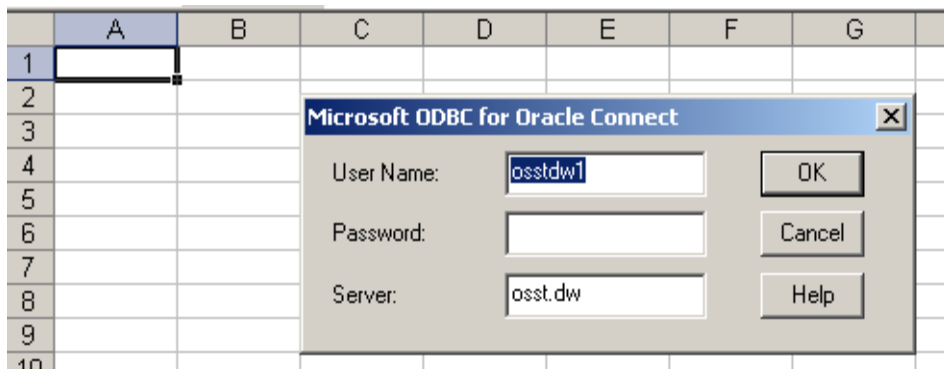 A B C D E F G
1
2
3
4
5
6
7
8
9
10
Microsoft ODBC for Oracle Connect
User Name: osstdw1 OK
Password: Cancel
Server: osst.dw Help